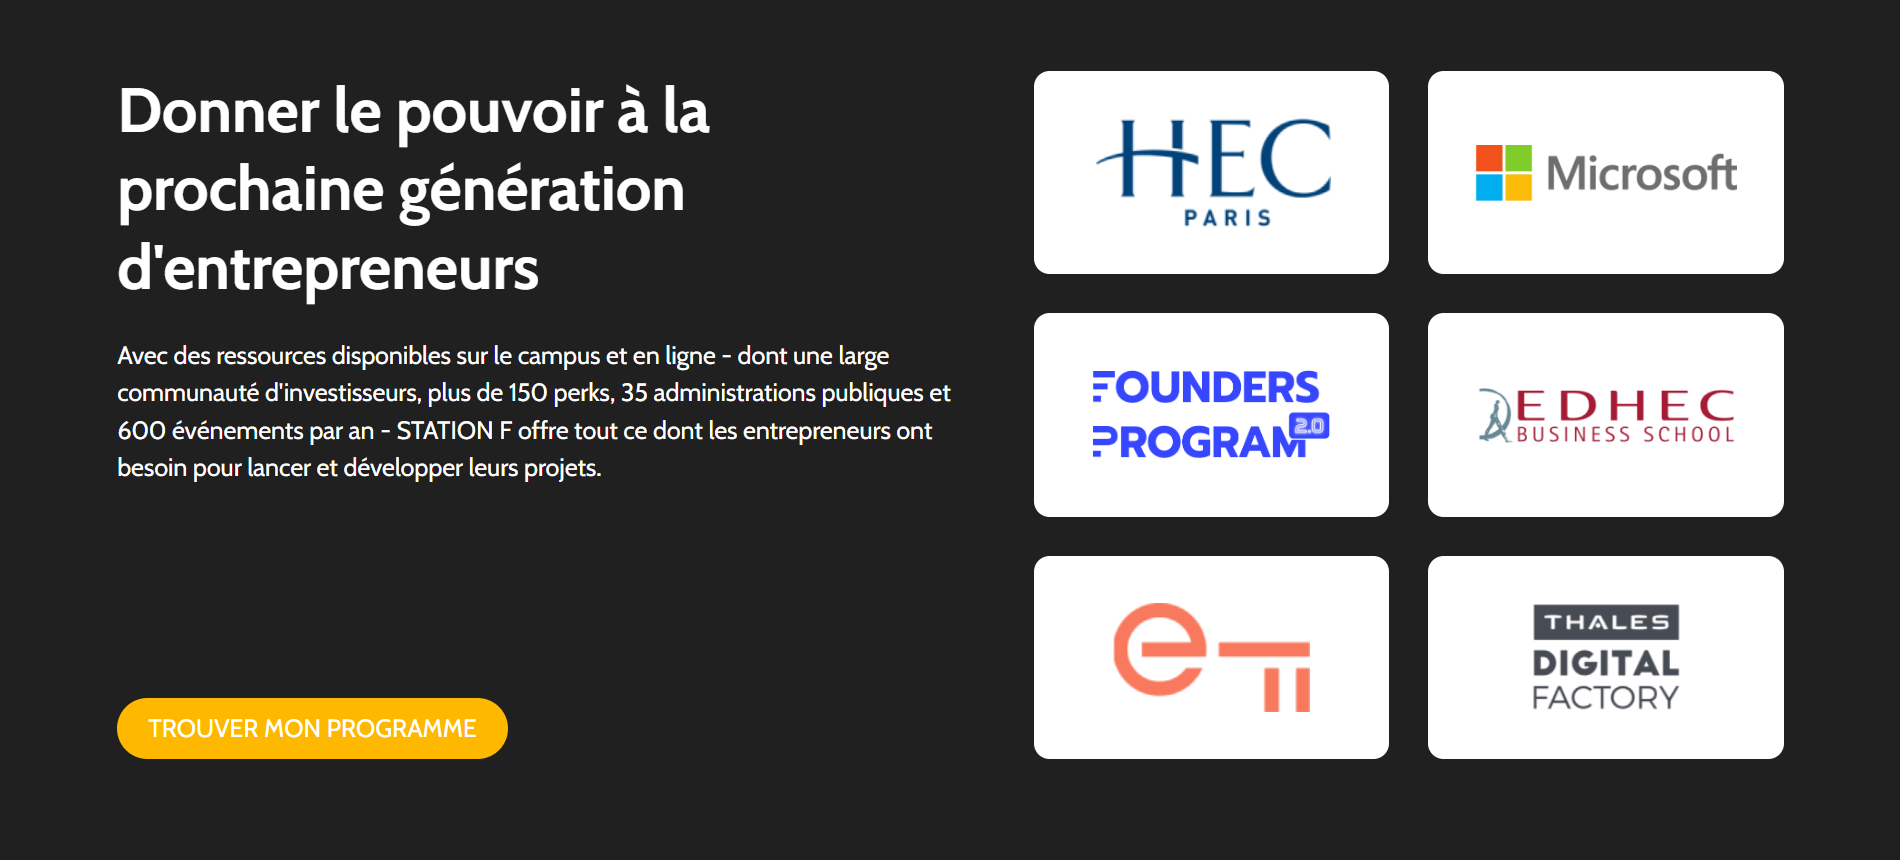 Donner le pouvoir à la
prochaine génération
d'entrepreneurs
Avec des ressources disponibles sur le campus et en ligne - dont une large
communauté d'investisseurs, plus de 150 perks, 35 administrations publiques et
600 événements par an - STATION F offre tout ce dont les entrepreneurs ont
besoin pour lancer et développer leurs projets.
TROUVER MON PROGRAMME
HEC
PARIS
Microsoft
FOUNDERS
PROGRAM 2.0
EDHEC
BUSINESS SCHOOL
e
THALES
DIGITAL
FACTORY